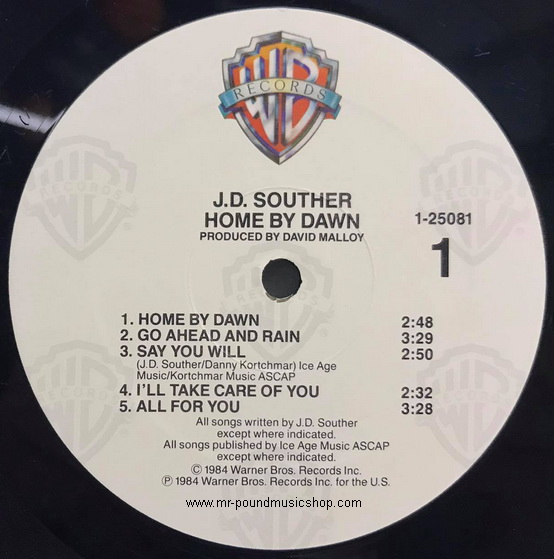 WB
RECORDS
J.D. SOUTHER
HOME BY DAWN
PRODUCED BY DAVID MALLOY
1-25081
1
1. HOME BY DAWN 2:48
2. GO AHEAD AND RAIN 3:29
3. SAY YOU WILL 2:50
(J.D. Souther/Danny Kortchmar) Ice Age
Music/Kortchmar Music ASCAP
4. I'LL TAKE CARE OF YOU 2:32
5. ALL FOR YOU 3:28
All songs written by J.D. Souther
except where indicated.
All songs published by Ice Age Music ASCAP
except where indicated.
© 1984 Warner Bros. Records Inc.
℗ 1984 Warner Bros. Records Inc. for the U.S.
www.mr-poundmusicshop.com